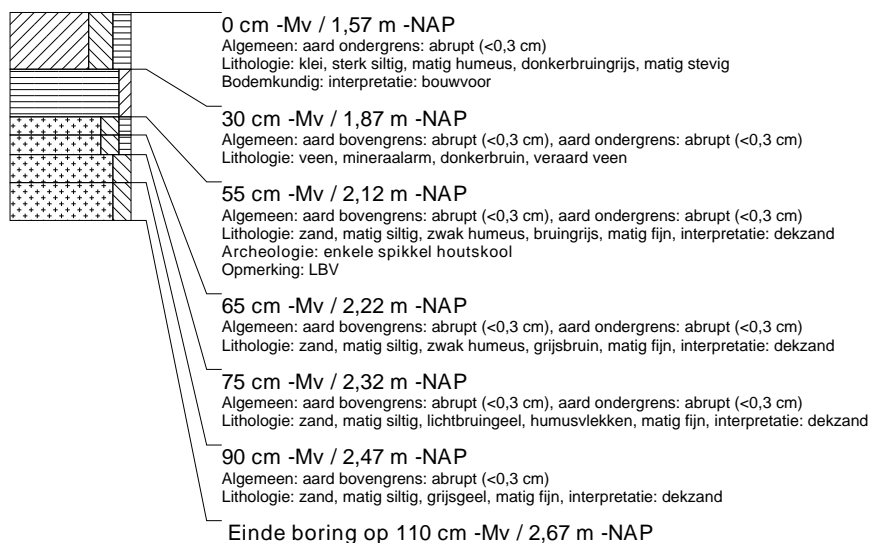 0 cm -Mv / 1,57 m -NAP
Algemeen: aard ondergrens: abrupt (<0,3 cm)
Lithologie: klei, sterk siltig, matig humeus, donkerbruingrijs, matig stevig
Bodemkundig: interpretatie: bouwvoor
30 cm -Mv / 1,87 m -NAP
Algemeen: aard bovengrens: abrupt (<0,3 cm), aard ondergrens: abrupt (<0,3 cm)
Lithologie: veen, mineraalarm, donkerbruin, veraard veen
55 cm -Mv / 2,12 m -NAP
Algemeen: aard bovengrens: abrupt (<0,3 cm), aard ondergrens: abrupt (<0,3 cm)
Lithologie: zand, matig siltig, zwak humeus, bruingrijs, matig fijn, interpretatie: dekzand
Archeologie: enkele spikkel houtskool
Opmerking: LBV
65 cm -Mv / 2,22 m -NAP
Algemeen: aard bovengrens: abrupt (<0,3 cm), aard ondergrens: abrupt (<0,3 cm)
Lithologie: zand, matig siltig, zwak humeus, grijsbruin, matig fijn, interpretatie: dekzand
75 cm -Mv / 2,32 m -NAP
Algemeen: aard bovengrens: abrupt (<0,3 cm), aard ondergrens: abrupt (<0,3 cm)
Lithologie: zand, matig siltig, lichtbruingeel, humusvlekken, matig fijn, interpretatie: dekzand
90 cm -Mv / 2,47 m -NAP
Algemeen: aard bovengrens: abrupt (<0,3 cm)
Lithologie: zand, matig siltig, grijsgeel, matig fijn, interpretatie: dekzand
Einde boring op 110 cm -Mv / 2,67 m -NAP